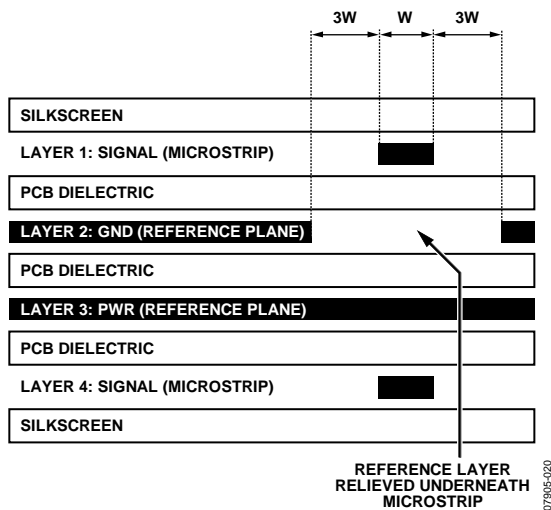 3W W 3W
SILKSCREEN
LAYER 1: SIGNAL (MICROSTRIP)
PCB DIELECTRIC
LAYER 2: GND (REFERENCE PLANE)
PCB DIELECTRIC
LAYER 3: PWR (REFERENCE PLANE)
PCB DIELECTRIC
LAYER 4: SIGNAL (MICROSTRIP)
SILKSCREEN
REFERENCE LAYER
RELIEVED UNDERNEATH
MICROSTRIP
07905-020